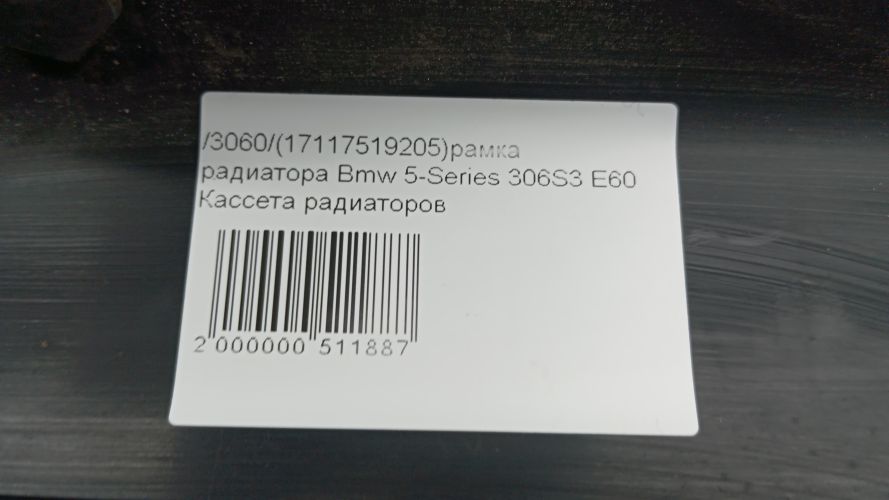 /3060/(17117519205)рамка
радиатора Bmw 5-Series 306S3 E60
Кассета радиаторов
2 000000 511887